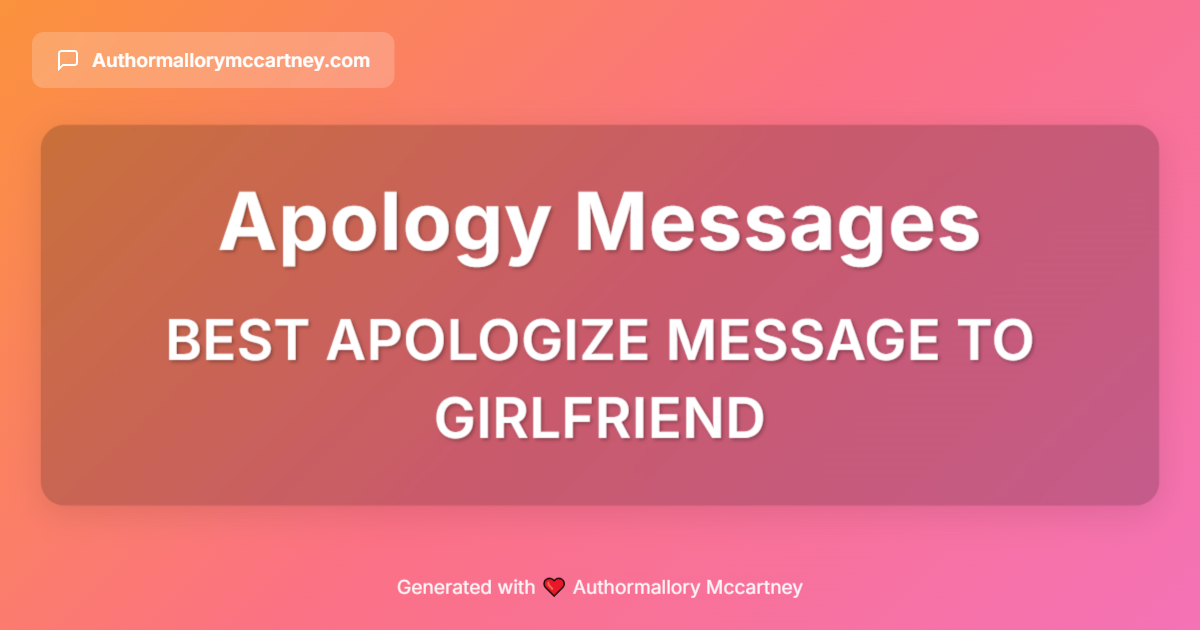 Authormallorymccartney.com
Apology Messages
BEST APOLOGIZE MESSAGE TO
GIRLFRIEND
Generated with ❤️ Authormallory Mccartney